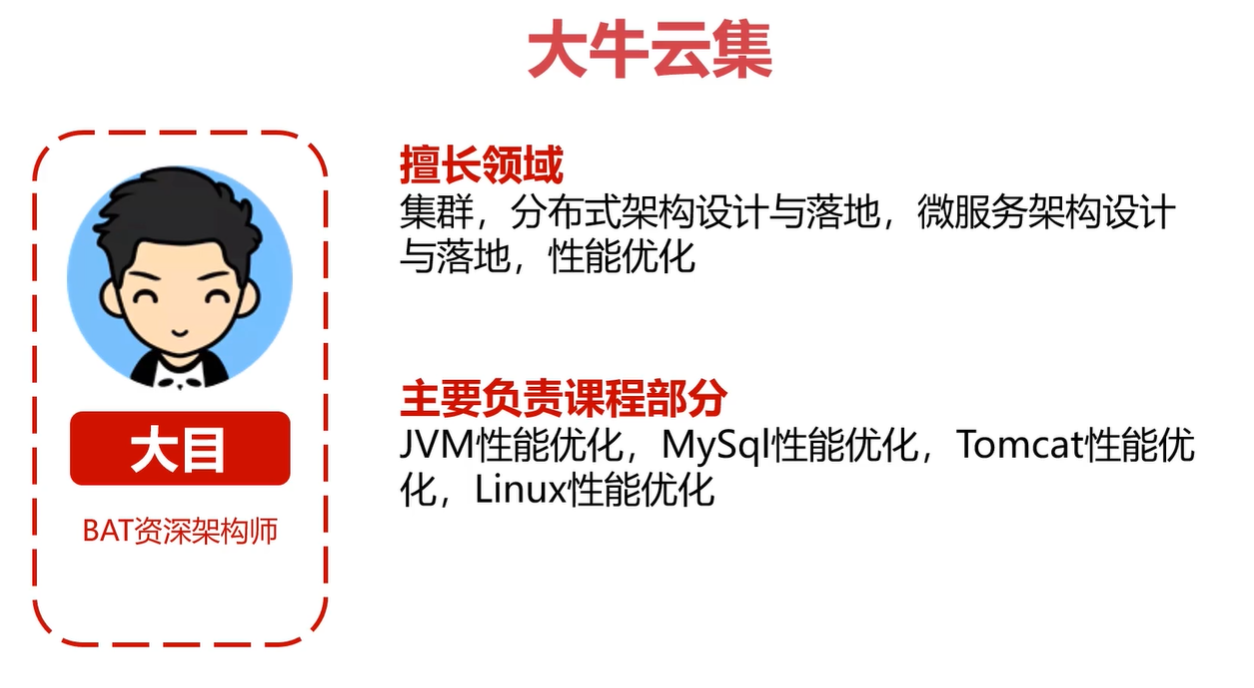 大牛云集
大目
BAT资深架构师
擅长领域
集群，分布式架构设计与落地，微服务架构设计
与落地，性能优化
主要负责课程部分
JVM性能优化，MySql性能优化，Tomcat性能优
化，Linux性能优化